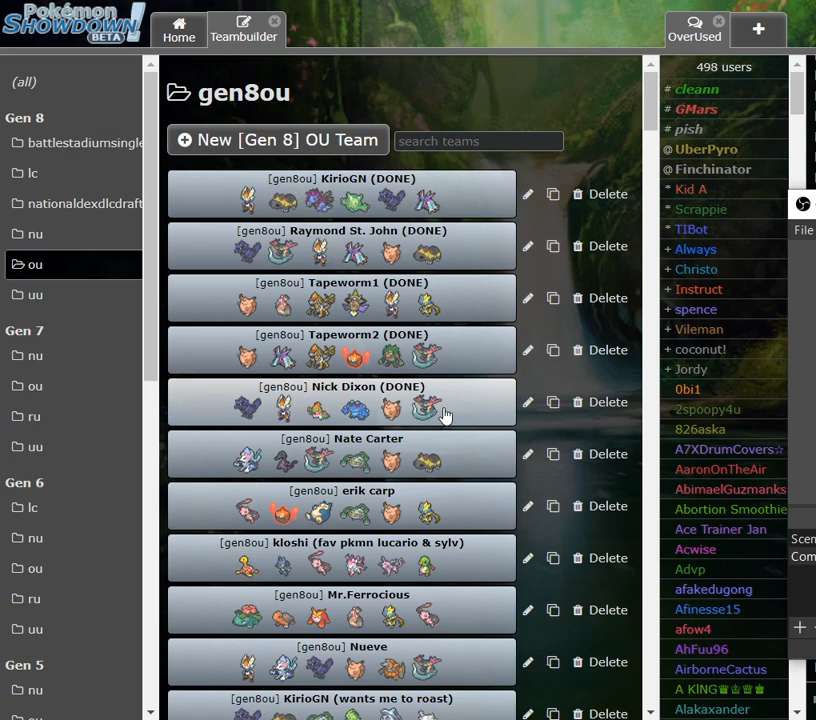 Pokémon
SHOWDOWN!
BETA
Home
Teambuilder
OverUsed
(all)
Gen 8
battlestadiumsingle
lc
nationaldexdlcdraft
nu
ou
uu
Gen 7
nu
ou
ru
uu
Gen 6
lc
nu
ou
ru
uu
Gen 5
nu
ou
gen8ou
New [Gen 8] OU Team
search teams
[gen8ou] KirioGN (DONE)
Delete
[gen8ou] Raymond St. John (DONE)
Delete
[gen8ou] Tapeworm1 (DONE)
Delete
[gen8ou] Tapeworm2 (DONE)
Delete
[gen8ou] Nick Dixon (DONE)
Delete
[gen8ou] Nate Carter
Delete
[gen8ou] erik carp
Delete
[gen8ou] kloshi (fav pkmn lucario & sylv)
Delete
[gen8ou] Mr.Ferrocious
Delete
[gen8ou] Nueve
Delete
[gen8ou] KirioGN (wants me to roast)
Delete
498 users
# cleann
# GMars
# pish
@ UberPyro
@ Finchinator
* Kid A
* Scrappie
* TIBot
+ Always
+ Christo
+ Instruct
+ spence
+ Vileman
+ coconut!
+ Jordy
0bi1
2spoopy4u
826aska
A7XDrumCovers☆
AaronOnTheAir
AbimaelGuzmanks
Abortion Smoothie
Ace Trainer Jan
Acwise
Advp
afakedugong
Afinesse15
afow4
AhFuu96
AirborneCactus
A KING♛♔♕♛
Alakaxander
File
Scen
Com